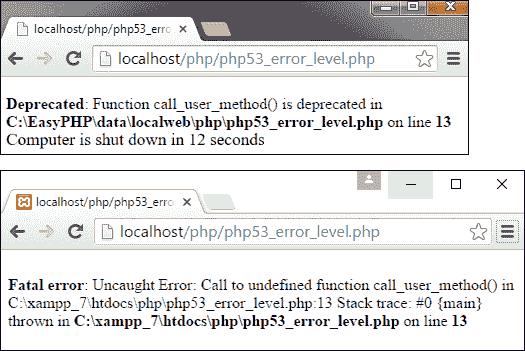 localhost/php/php53_erro
localhost/php/php53_error_level.php
Deprecated: Function call_user_method() is deprecated in
C:\EasyPHP\data\localweb\php\php53_error_level.php on line 13
Computer is shut down in 12 seconds
localhost/php/php53_erro
localhost/php/php53_error_level.php
Fatal error: Uncaught Error: Call to undefined function call_user_method() in
C:\xampp_7\htdocs\php\php53_error_level.php:13 Stack trace: #0 {main}
thrown in C:\xampp_7\htdocs\php\php53_error_level.php on line 13